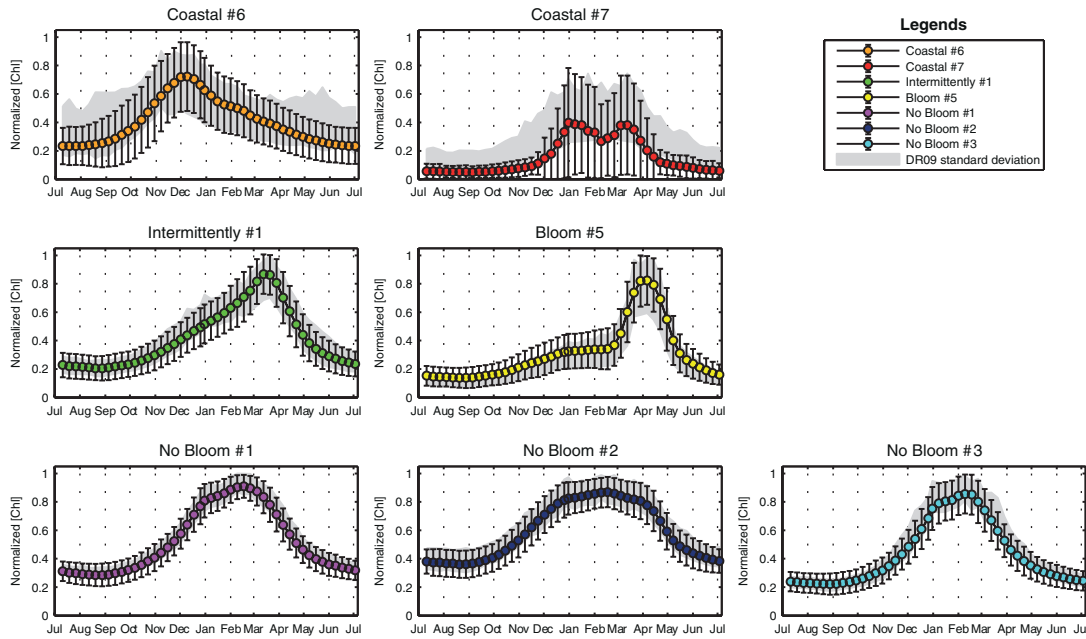 Coastal #6
Coastal #7
Legends
Coastal #6
Coastal #7
Intermittently #1
Bloom #5
No Bloom #1
No Bloom #2
No Bloom #3
DR09 standard deviation
Normalized [Chl]
1
0.8
0.6
0.4
0.2
0
Jul Aug Sep Oct Nov Dec Jan Feb Mar Apr May Jun Jul
Normalized [Chl]
1
0.8
0.6
0.4
0.2
0
Jul Aug Sep Oct Nov Dec Jan Feb Mar Apr May Jun Jul
Intermittently #1
Bloom #5
Normalized [Chl]
1
0.8
0.6
0.4
0.2
0
Jul Aug Sep Oct Nov Dec Jan Feb Mar Apr May Jun Jul
Normalized [Chl]
1
0.8
0.6
0.4
0.2
0
Jul Aug Sep Oct Nov Dec Jan Feb Mar Apr May Jun Jul
No Bloom #1
No Bloom #2
No Bloom #3
Normalized [Chl]
1
0.8
0.6
0.4
0.2
0
Jul Aug Sep Oct Nov Dec Jan Feb Mar Apr May Jun Jul
Normalized [Chl]
1
0.8
0.6
0.4
0.2
0
Jul Aug Sep Oct Nov Dec Jan Feb Mar Apr May Jun Jul
Normalized [Chl]
1
0.8
0.6
0.4
0.2
0
Jul Aug Sep Oct Nov Dec Jan Feb Mar Apr May Jun Jul